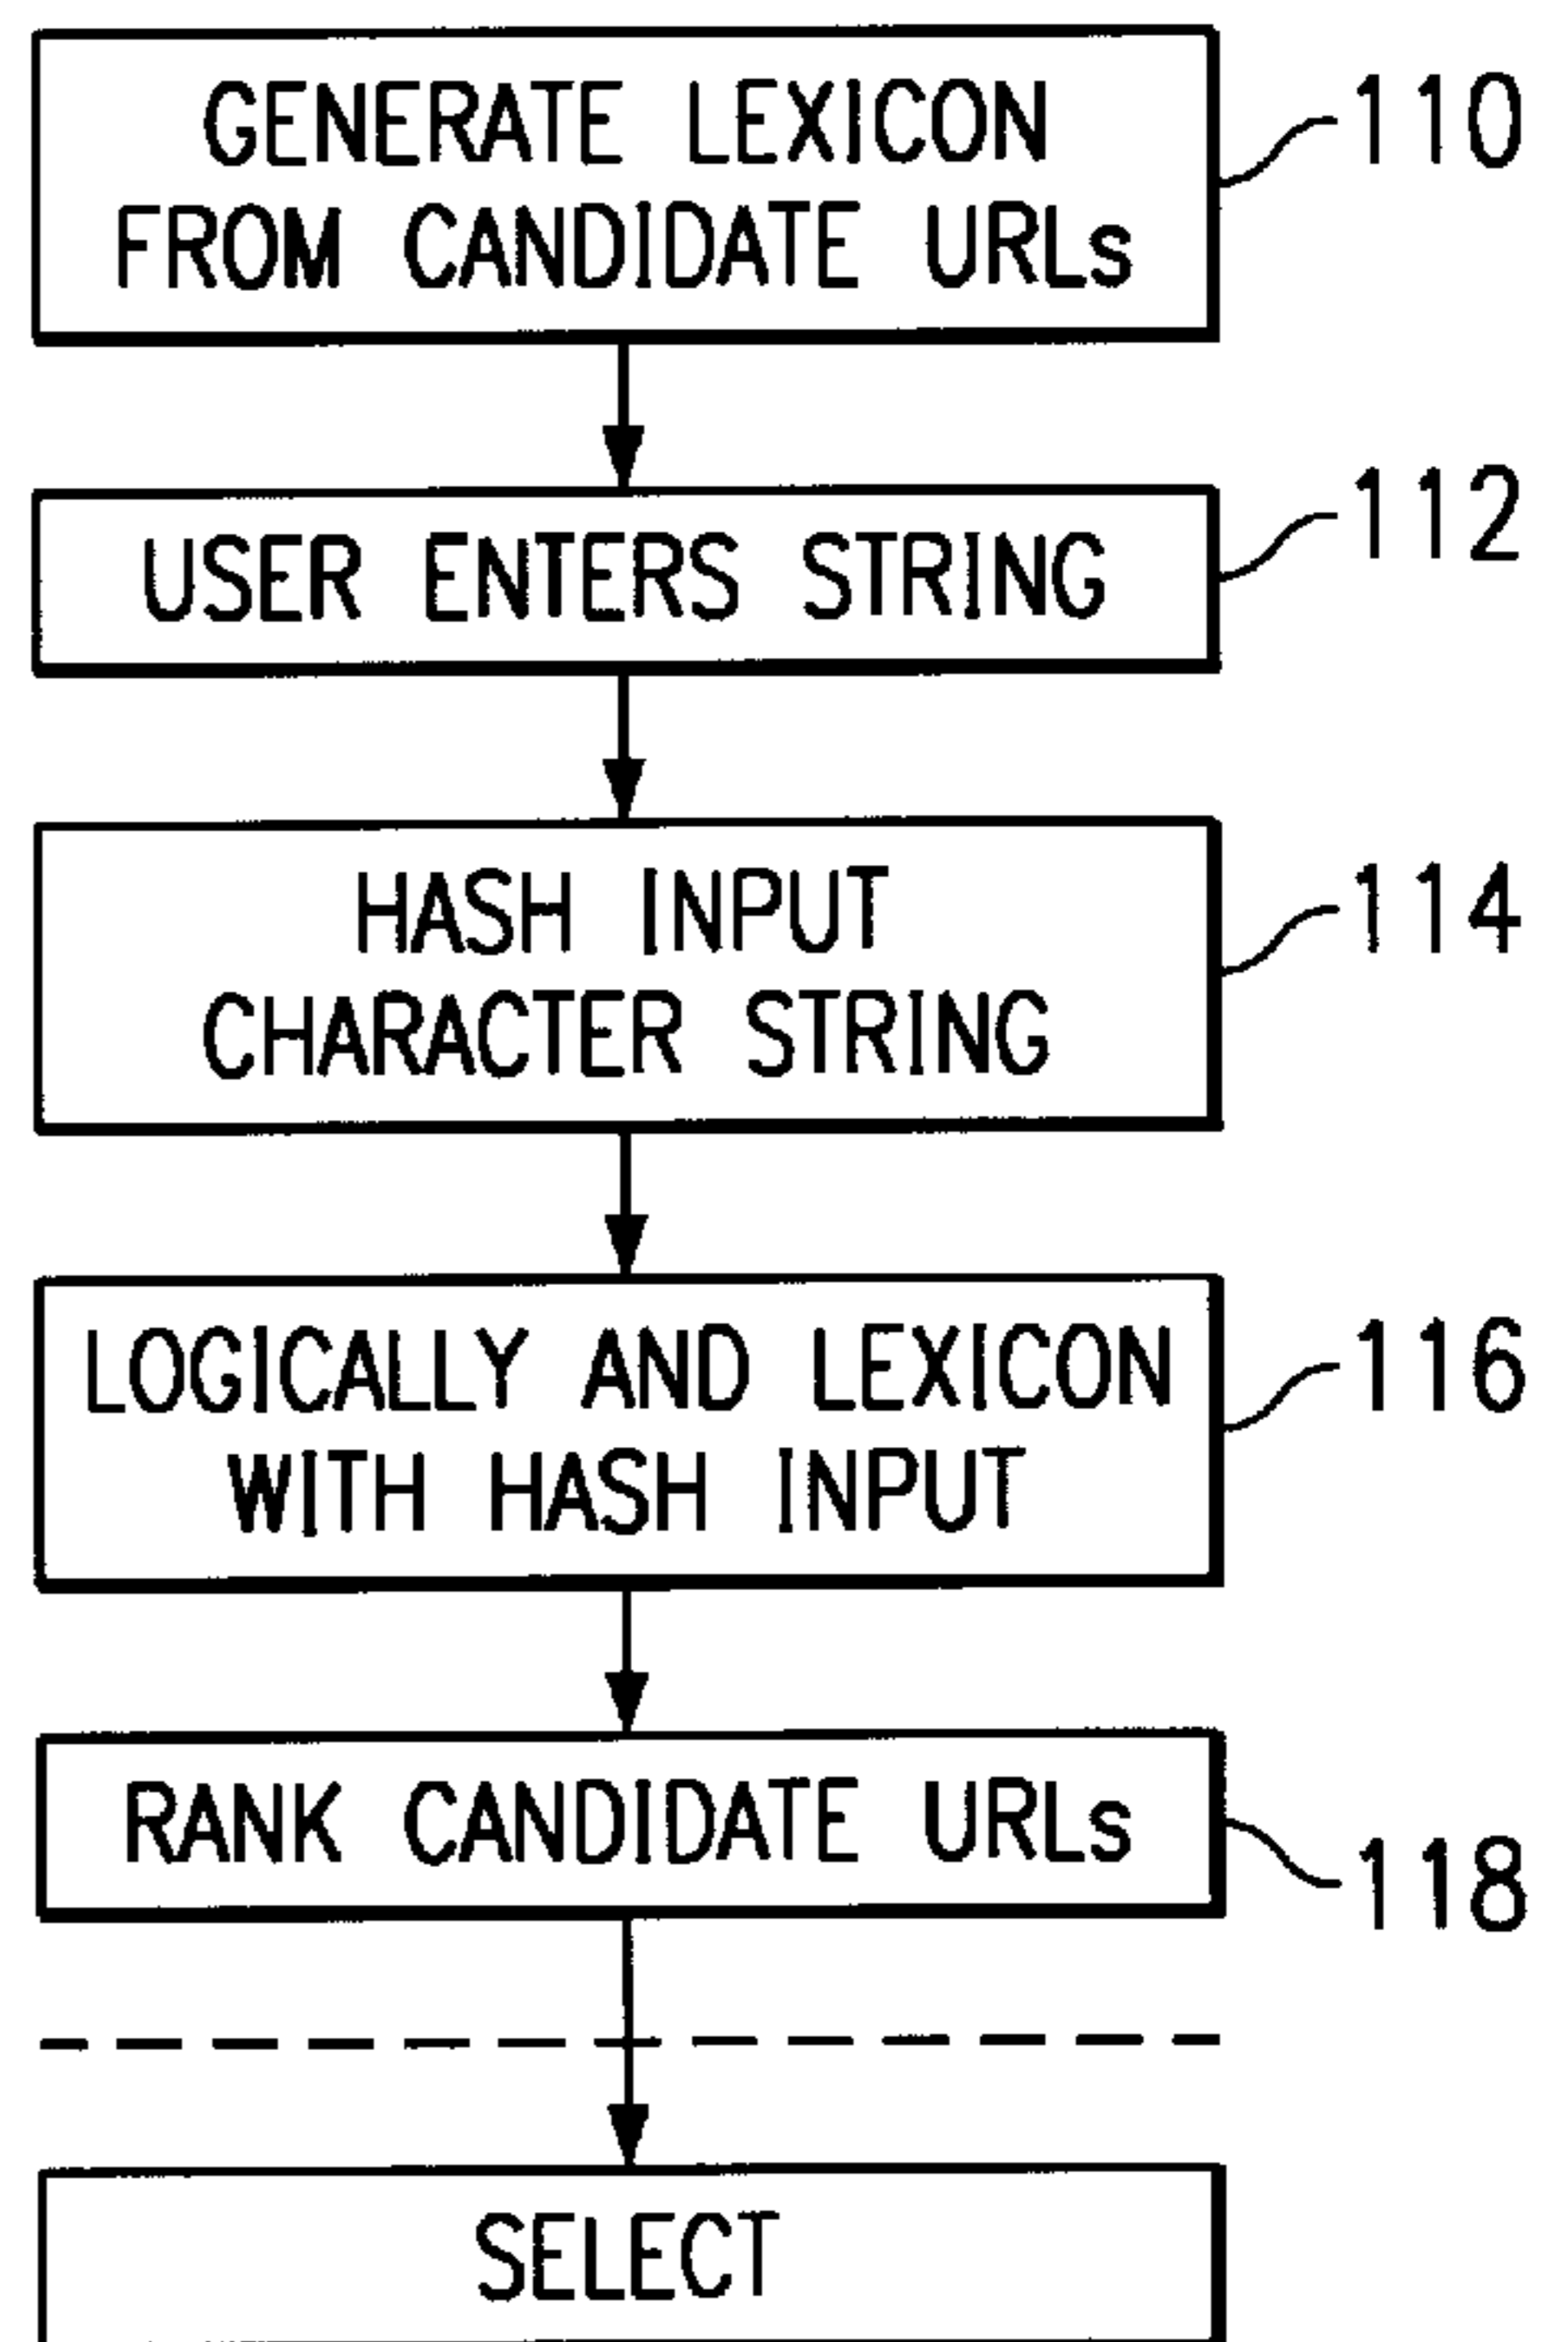 GENERATE LEXICON
FROM CANDIDATE URLs
110
USER ENTERS STRING
112
HASH INPUT
CHARACTER STRING
114
LOGICALLY AND LEXICON
WITH HASH INPUT
116
RANK CANDIDATE URLs
118
SELECT